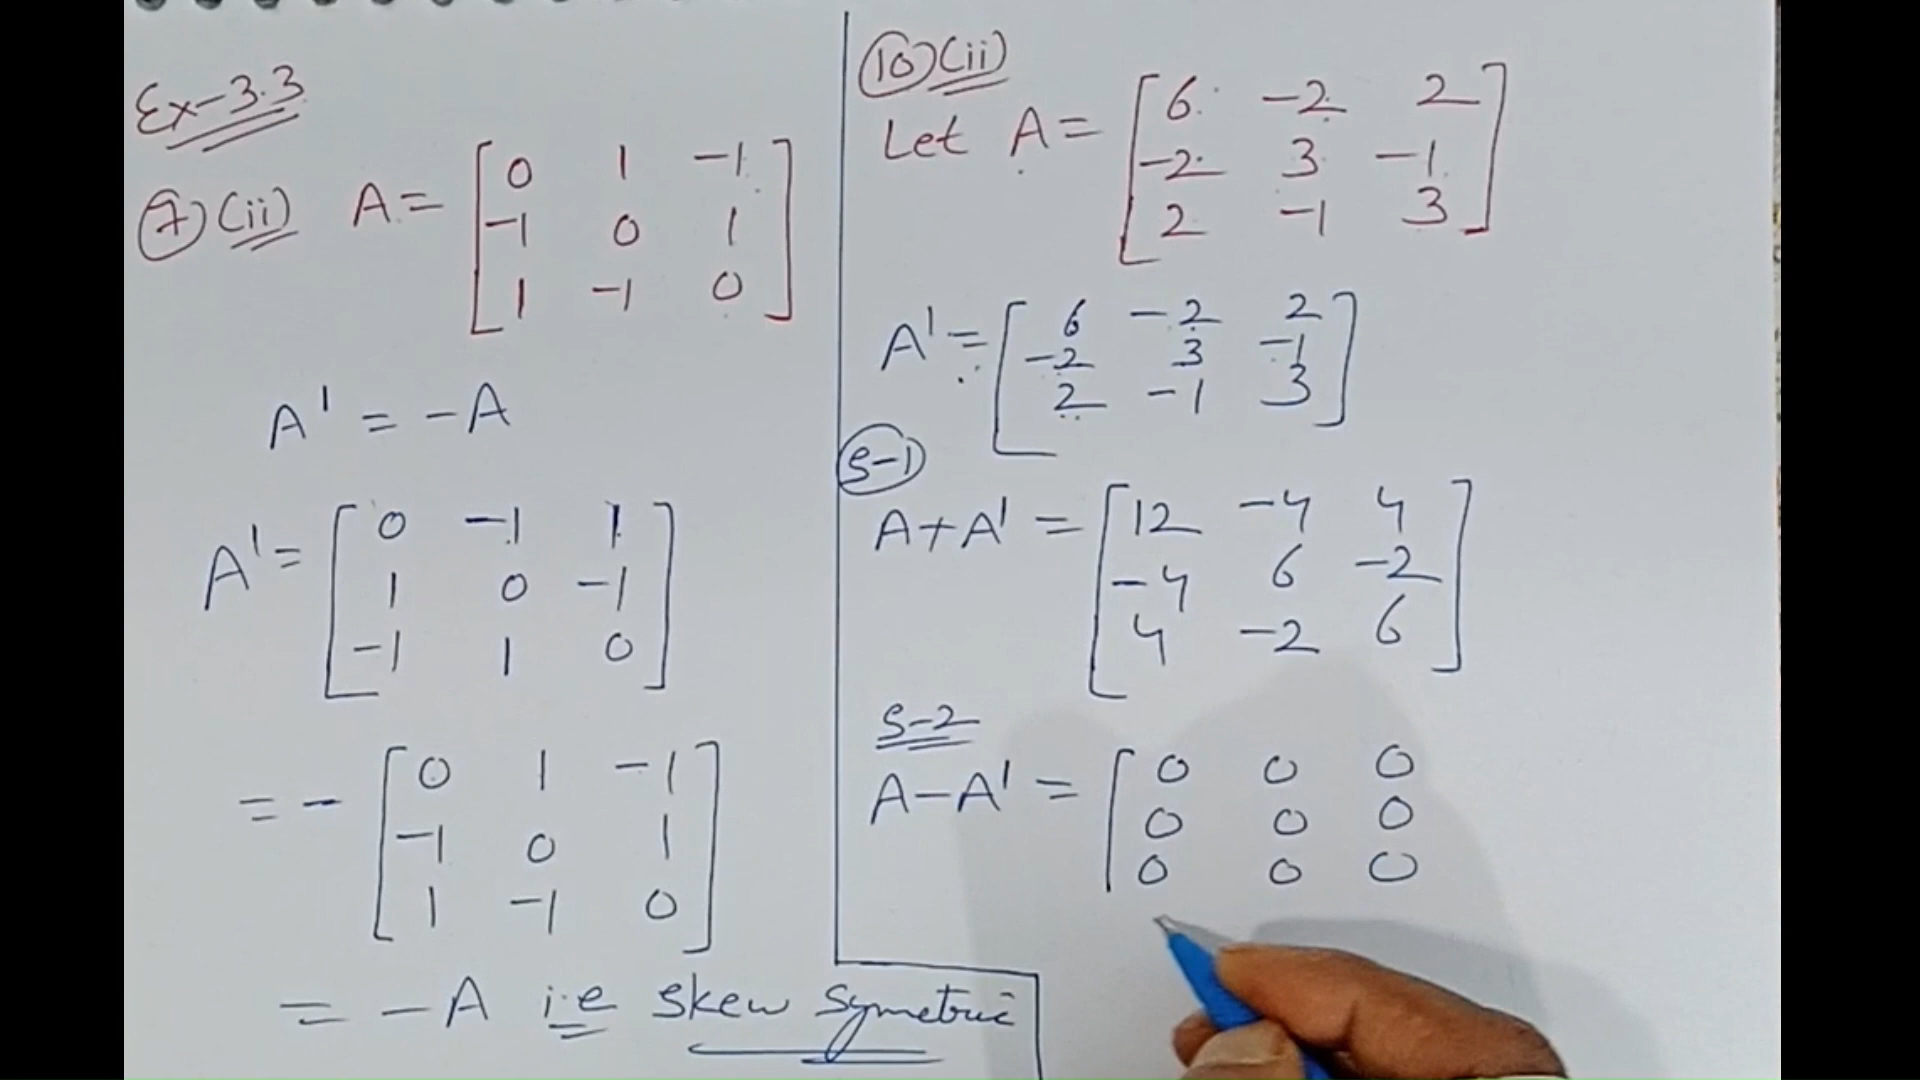 Ex-3.3
7 (ii) A = [ 0 1 -1
-1 0 1
1 -1 0 ]
A' = -A
A' = [ 0 -1 1
1 0 -1
-1 1 0 ]
= - [ 0 1 -1
-1 0 1
1 -1 0 ]
= -A i.e skew symetric
10 (ii)
Let A = [ 6 -2 2
-2 3 -1
2 -1 3 ]
A' = [ 6 -2 2
-2 3 -1
2 -1 3 ]
S-1
A+A' = [ 12 -4 4
-4 6 -2
4 -2 6 ]
S-2
A-A' = [ 0 0 0
0 0 0
0 0 0